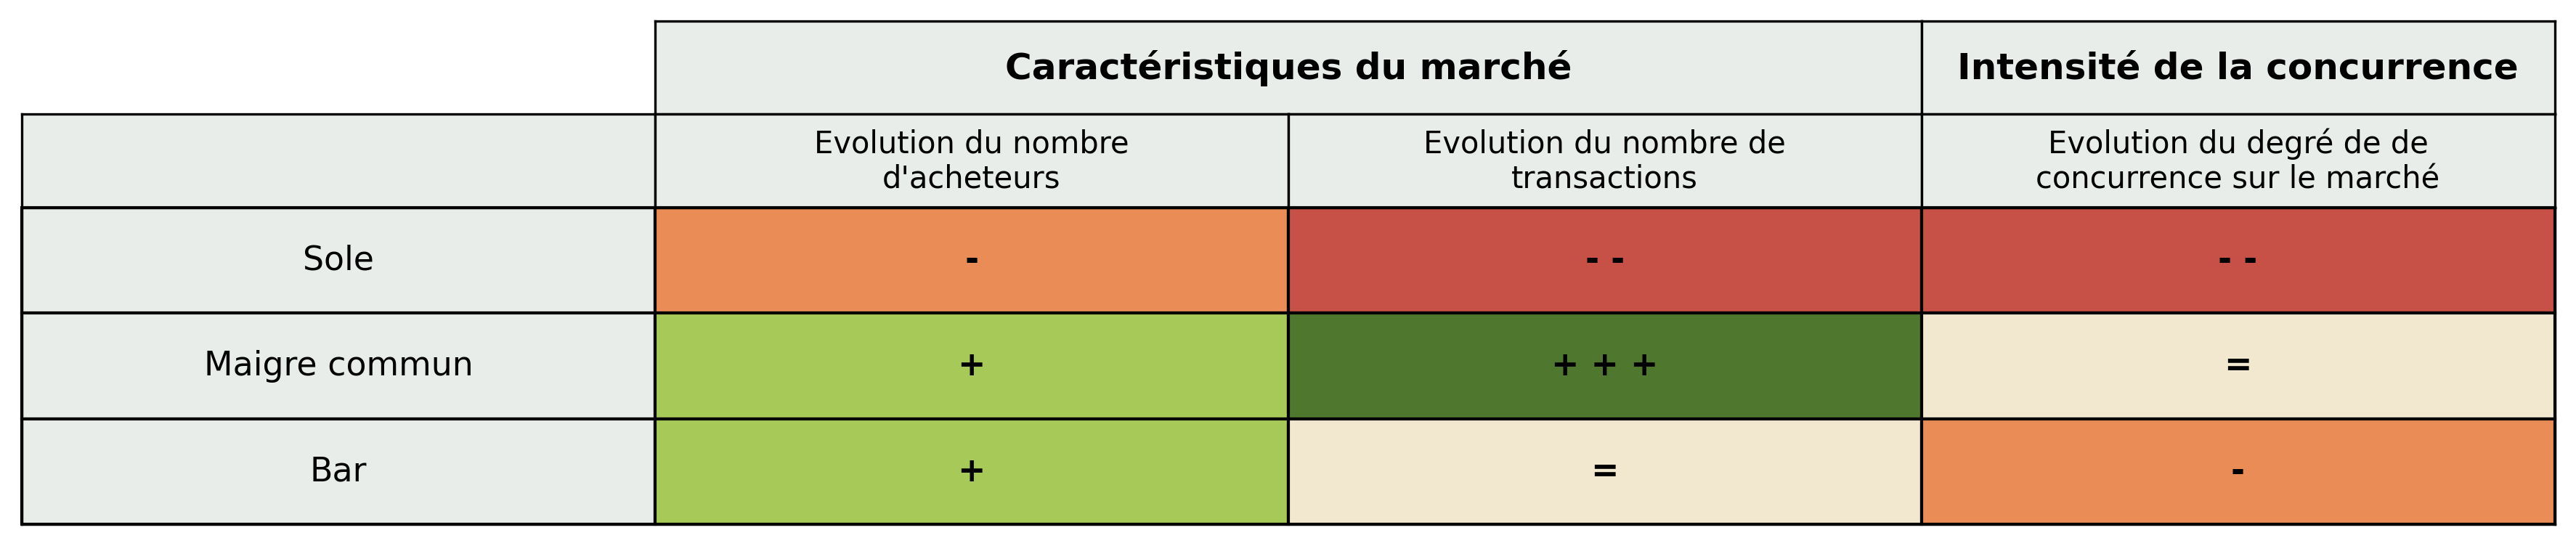 Caractéristiques du marché
Intensité de la concurrence
Evolution du nombre
d'acheteurs
Evolution du nombre de
transactions
Evolution du degré de de
concurrence sur le marché
Sole
-
- -
- -
Maigre commun
+
+ + +
=
Bar
+
=
-